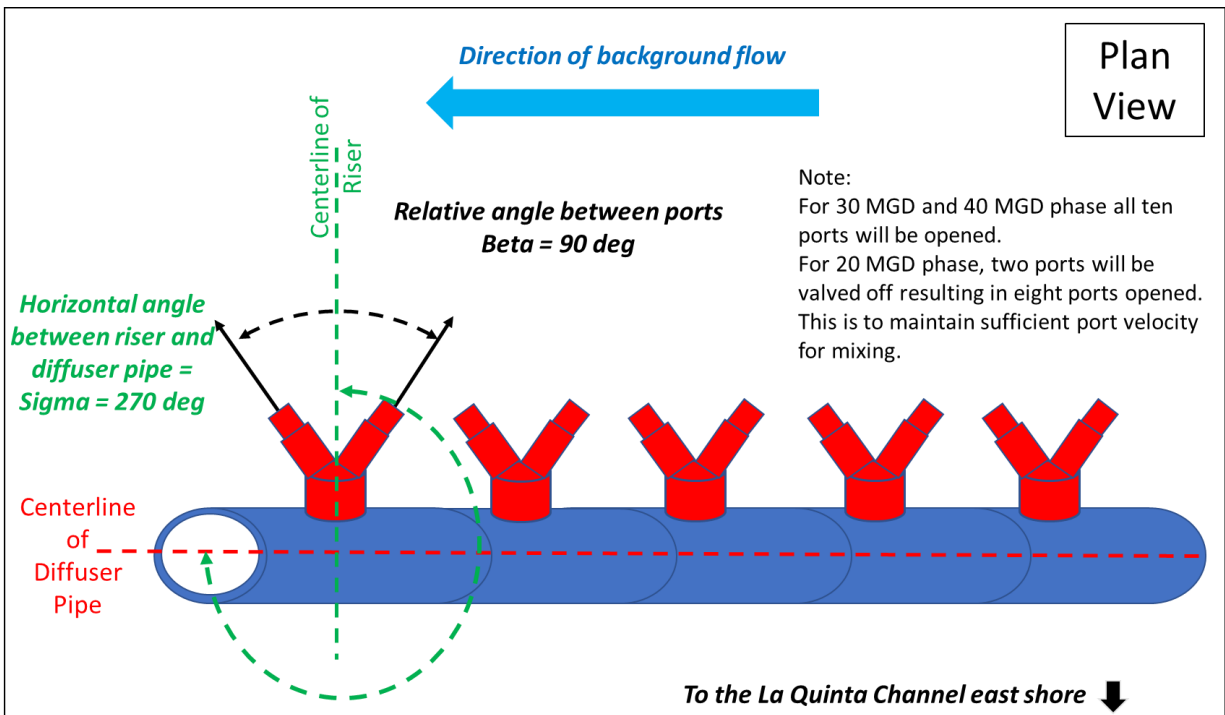 Direction of background flow
Plan
View
Centerline of
Riser
Note:
For 30 MGD and 40 MGD phase all ten
ports will be opened.
For 20 MGD phase, two ports will be
valved off resulting in eight ports opened.
This is to maintain sufficient port velocity
for mixing.
Relative angle between ports
Beta = 90 deg
Horizontal angle
between riser and
diffuser pipe =
Sigma = 270 deg
Centerline
of
Diffuser
Pipe
To the La Quinta Channel east shore